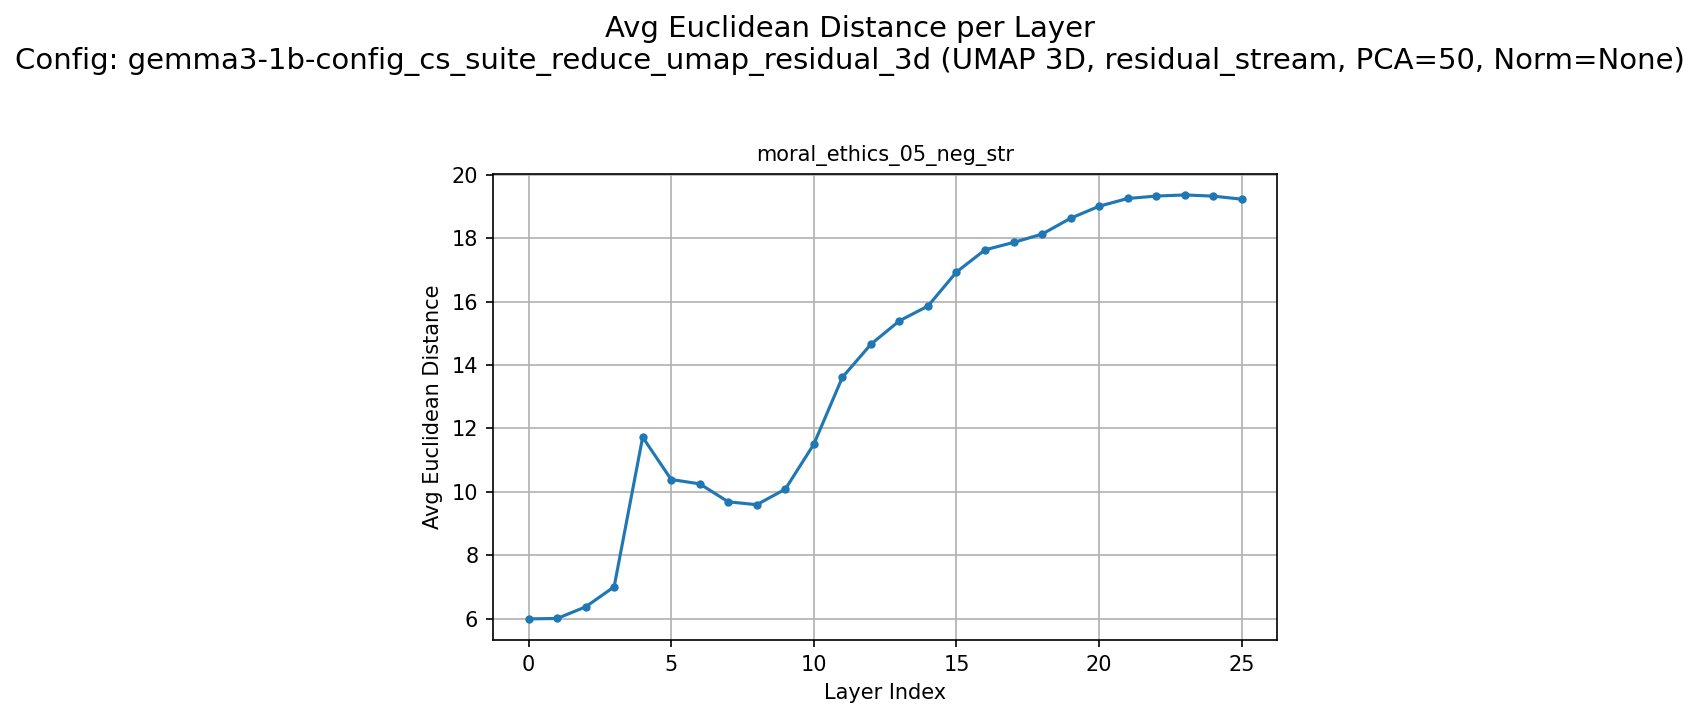 Avg Euclidean Distance per Layer
Config: gemma3-1b-config_cs_suite_reduce_umap_residual_3d (UMAP 3D, residual_stream, PCA=50, Norm=None)
moral_ethics_05_neg_str
Avg Euclidean Distance
20
18
16
14
12
10
8
6
0 5 10 15 20 25
Layer Index